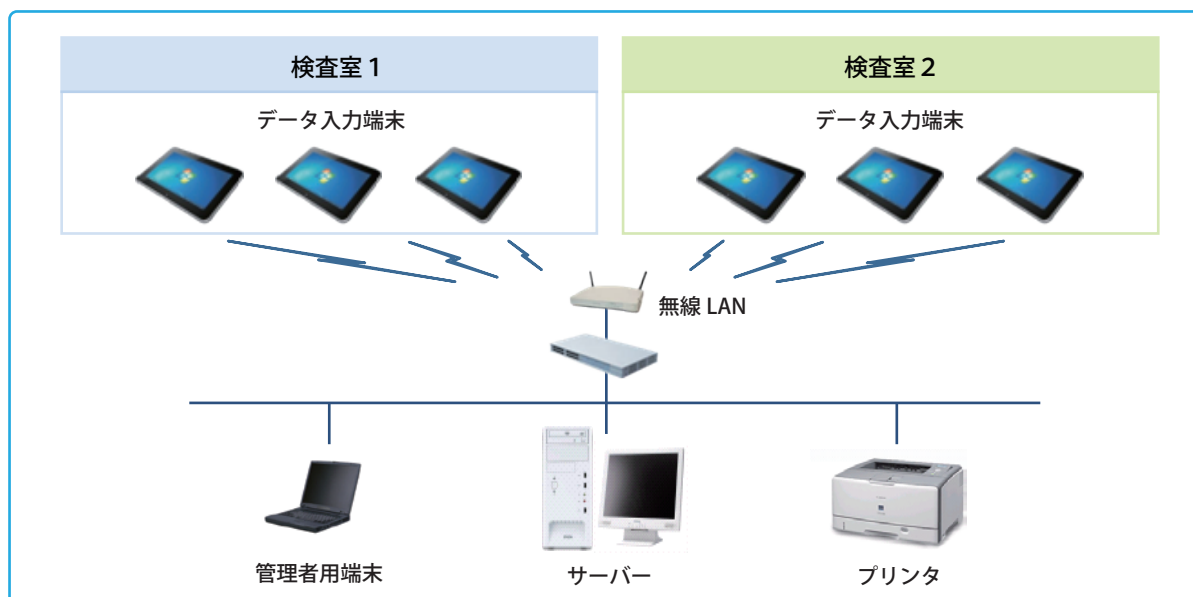 検査室 1
検査室 2
データ入力端末
データ入力端末
無線 LAN
管理者用端末
サーバー
プリンタ